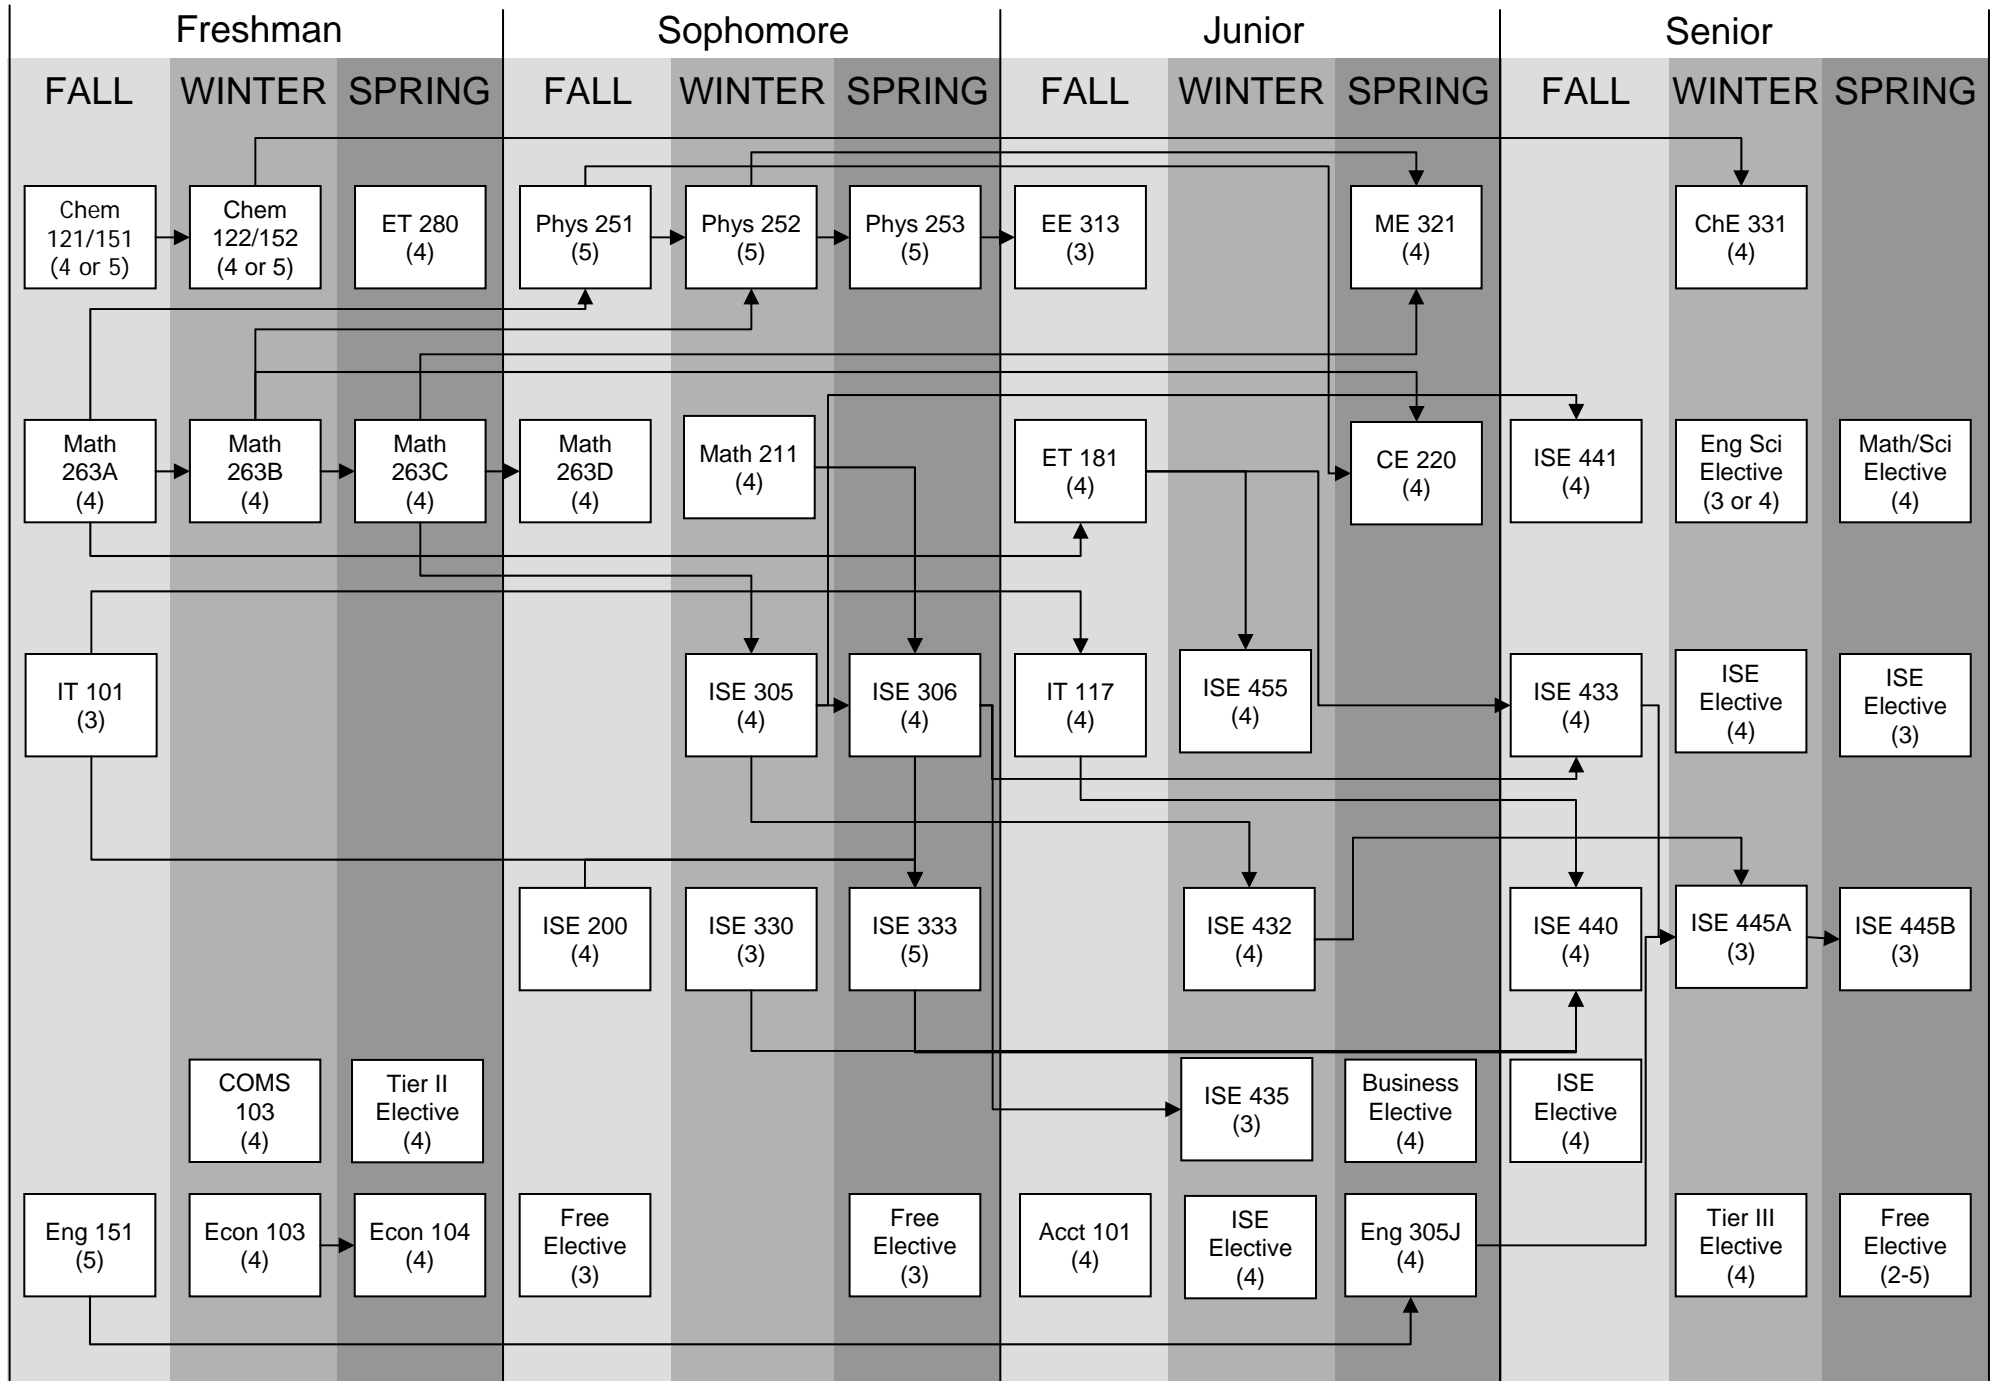 Freshman
Sophomore
Junior
Senior
FALL
WINTER
SPRING
FALL
WINTER
SPRING
FALL
WINTER
SPRING
FALL
WINTER
SPRING
Chem
121/151
(4 or 5)
Chem
122/152
(4 or 5)
ET 280
(4)
Phys 251
(5)
Phys 252
(5)
Phys 253
(5)
EE 313
(3)
ME 321
(4)
ChE 331
(4)
Math
263A
(4)
Math
263B
(4)
Math
263C
(4)
Math
263D
(4)
Math 211
(4)
ET 181
(4)
CE 220
(4)
ISE 441
(4)
Eng Sci
Elective
(3 or 4)
Math/Sci
Elective
(4)
IT 101
(3)
ISE 305
(4)
ISE 306
(4)
IT 117
(4)
ISE 455
(4)
ISE 433
(4)
ISE
Elective
(4)
ISE
Elective
(3)
ISE 200
(4)
ISE 330
(3)
ISE 333
(5)
ISE 432
(4)
ISE 440
(4)
ISE 445A
(3)
ISE 445B
(3)
COMS
103
(4)
Tier II
Elective
(4)
ISE 435
(3)
Business
Elective
(4)
ISE
Elective
(4)
Eng 151
(5)
Econ 103
(4)
Econ 104
(4)
Free
Elective
(3)
Free
Elective
(3)
Acct 101
(4)
ISE
Elective
(4)
Eng 305J
(4)
Tier III
Elective
(4)
Free
Elective
(2-5)